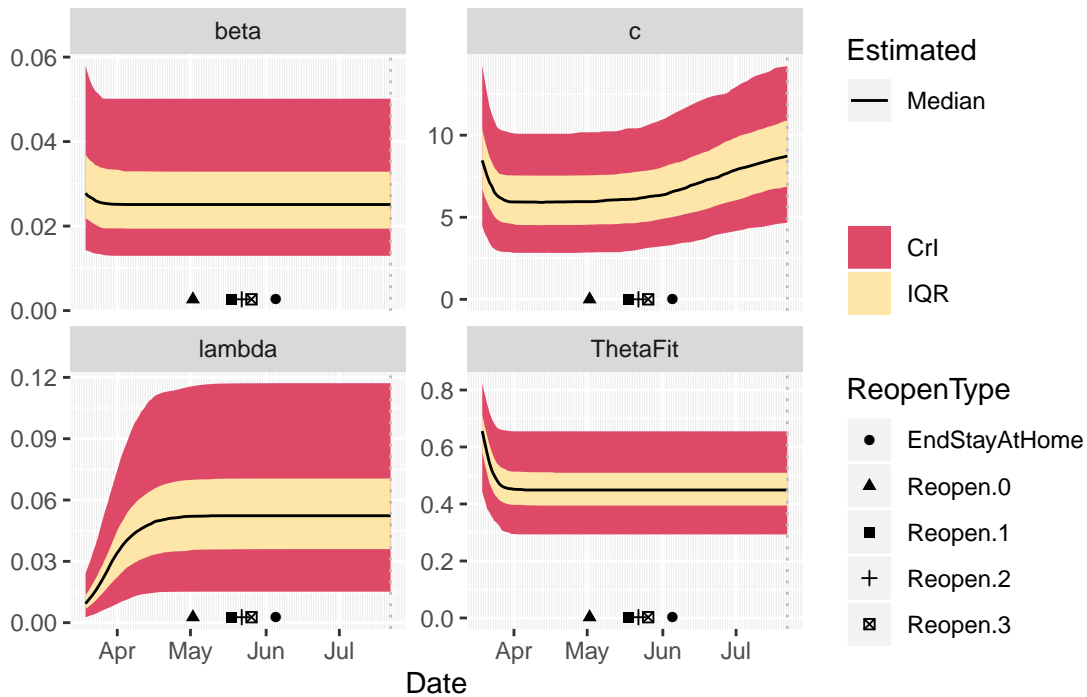 beta
c
0.06
0.04
0.02
0.00
10
5
0
lambda
ThetaFit
0.12
0.09
0.06
0.03
0.00
0.8
0.6
0.4
0.2
0.0
Apr May Jun Jul
Apr May Jun Jul
Date
Estimated
Median
CrI
IQR
ReopenType
EndStayAtHome
Reopen.0
Reopen.1
Reopen.2
Reopen.3